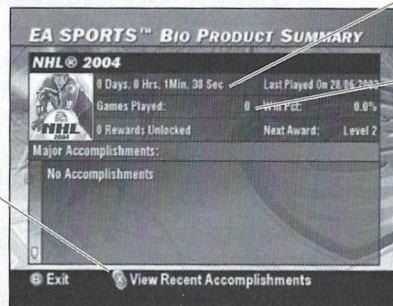 EA SPORTS™ BIO PRODUCT SUMMARY
NHL® 2004
0 Days, 0 Hrs, 1Min, 38 Sec Last Played On 28.06.2003
Games Played: 0 Win Pct: 0.0%
0 Rewards Unlocked Next Award: Level 2
NHL
2004
Major Accomplishments:
No Accomplishments
B Exit X View Recent Accomplishments